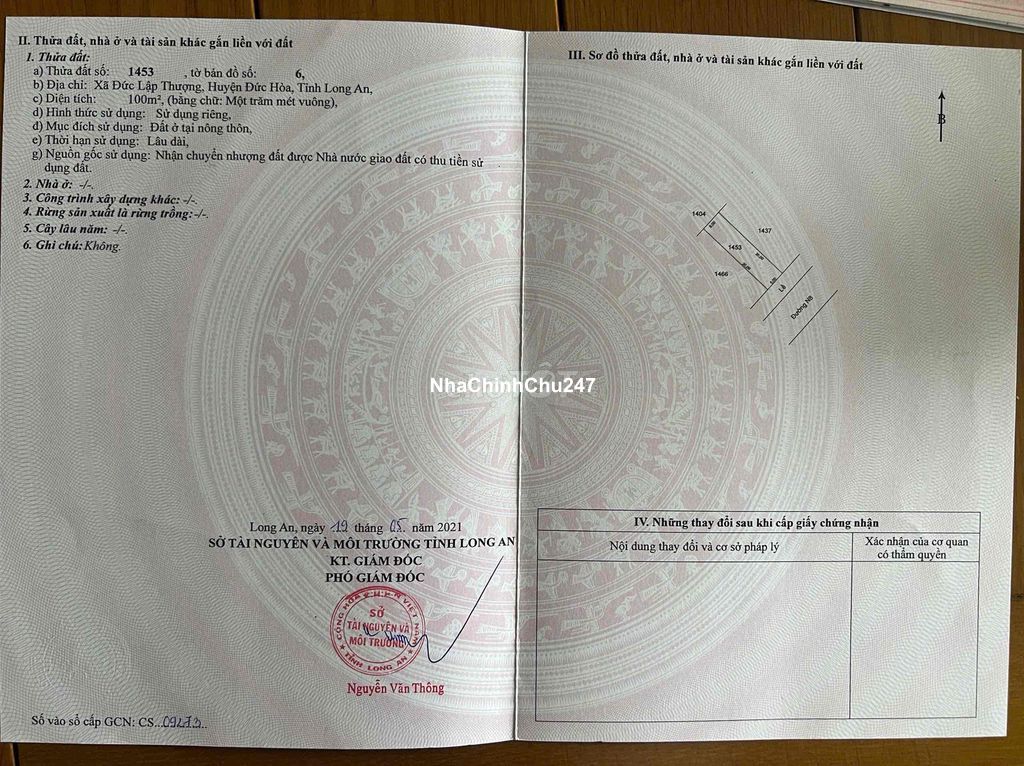 II. Thửa đất, nhà ở và tài sản khác gắn liền với đất
1. Thửa đất:
a) Thửa đất số: 1453 , tờ bản đồ số: 6,
b) Địa chỉ: Xã Đức Lập Thượng, Huyện Đức Hòa, Tỉnh Long An,
c) Diện tích: 100m², (bằng chữ: Một trăm mét vuông),
d) Hình thức sử dụng: Sử dụng riêng,
đ) Mục đích sử dụng: Đất ở tại nông thôn,
e) Thời hạn sử dụng: Lâu dài,
g) Nguồn gốc sử dụng: Nhận chuyển nhượng đất được Nhà nước giao đất có thu tiền sử
dụng đất.
2. Nhà ở: -/-.
3. Công trình xây dựng khác: -/-.
4. Rừng sản xuất là rừng trồng:-/-.
5. Cây lâu năm: -/-.
6. Ghi chú: Không.
Long An, ngày 19 tháng 05 năm 2021
SỞ TÀI NGUYÊN VÀ MÔI TRƯỜNG TỈNH LONG AN
KT. GIÁM ĐỐC
PHÓ GIÁM ĐỐC
SỞ
TÀI NGUYÊN VÀ
MÔI TRƯỜNG
TỈNH LONG AN
Nguyễn Văn Thông
Số vào sổ cấp GCN: CS...09273..
III. Sơ đồ thửa đất, nhà ở và tài sản khác gắn liền với đất
B
1404
1437
1453
1466
Lộ
Đường NB
NhaChinhChu247
IV. Những thay đổi sau khi cấp giấy chứng nhận
Nội dung thay đổi và cơ sở pháp lý
Xác nhận của cơ quan
có thẩm quyền